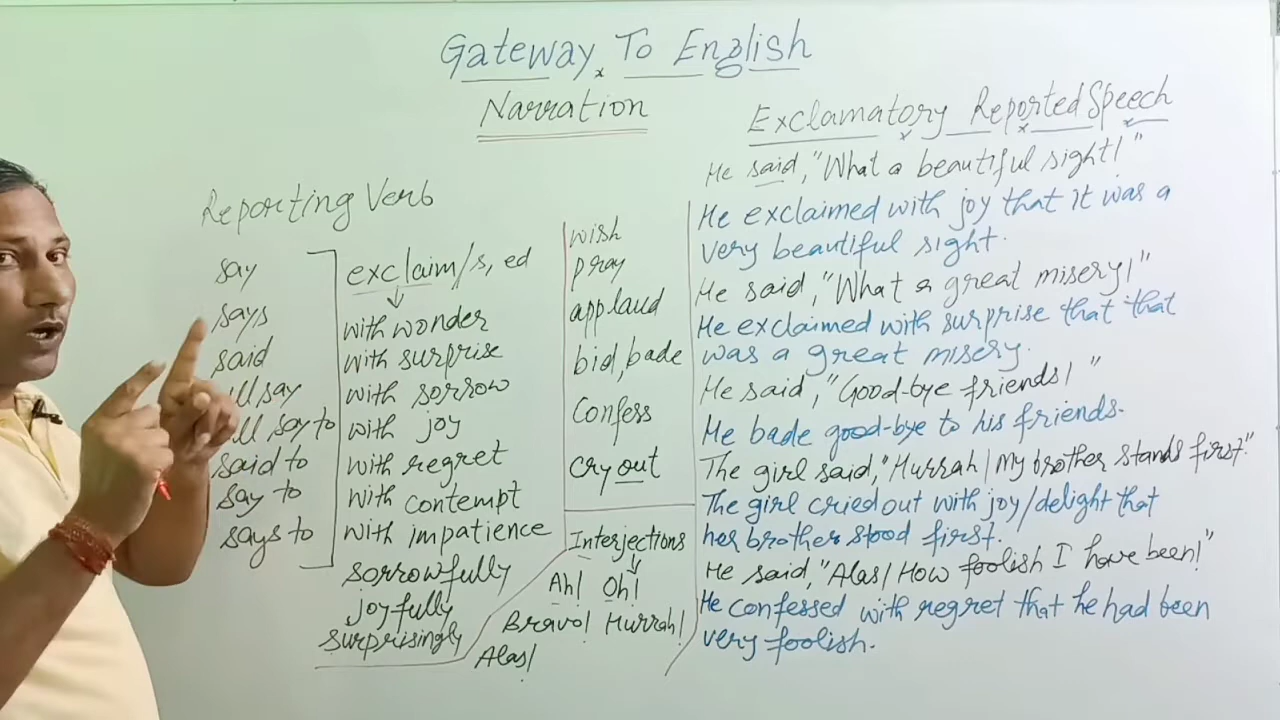 Gateway To English
Narration
Reporting Verb
say
says
said
ll say
ll say to
said to
say to
says to
exclaim/s, ed
with wonder
with surprise
with sorrow
with joy
with regret
with contempt
with impatience
sorrowfully
joyfully
surprisingly
wish
pray
applaud
bid, bade
Confess
cry out
Interjections
Ah! Oh!
Bravo! Hurrah!
Alas!
Exclamatory Reported Speech
He said, "What a beautiful sight!"
He exclaimed with joy that it was a
very beautiful sight.
He said, "What a great misery!"
He exclaimed with surprise that that
was a great misery.
He said, "Good-bye friends!"
He bade good-bye to his friends.
The girl said, "Hurrah! My brother stands first."
The girl cried out with joy/delight that
her brother stood first.
He said, "Alas! How foolish I have been!"
He confessed with regret that he had been
very foolish.